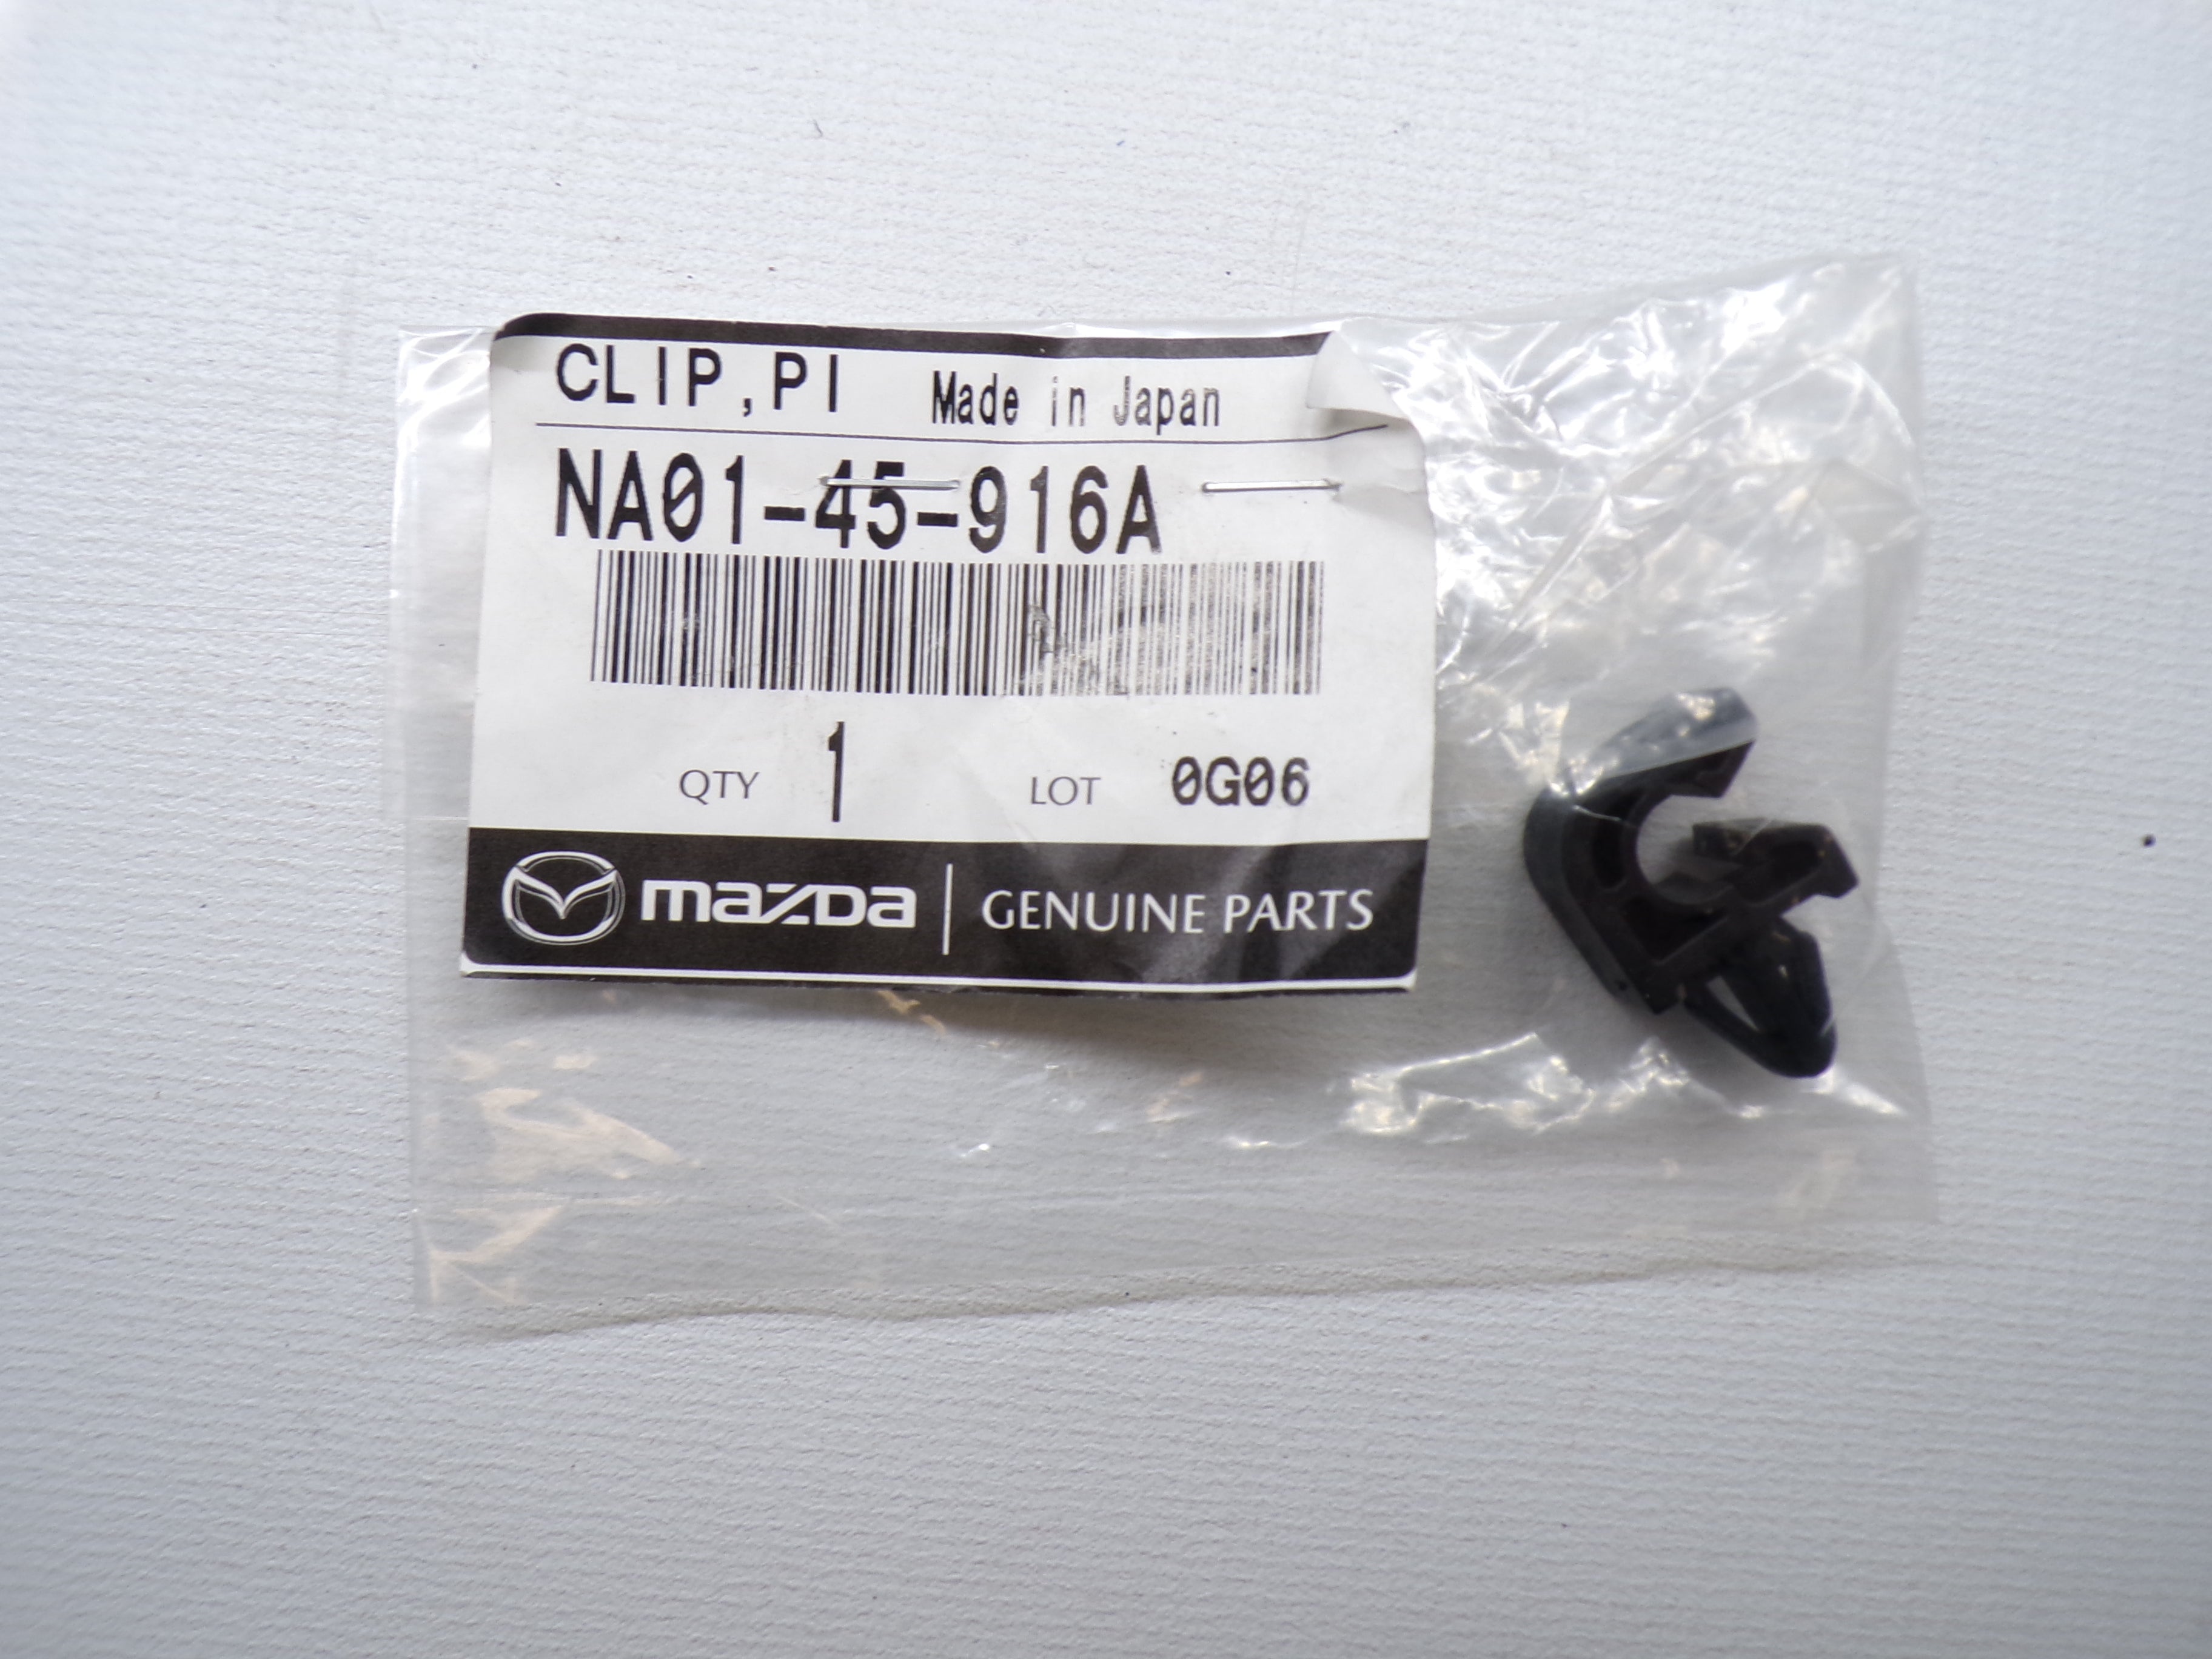 CLIP,PI Made in Japan
NA01-45-916A
QTY 1 LOT 0G06
mazda | GENUINE PARTS